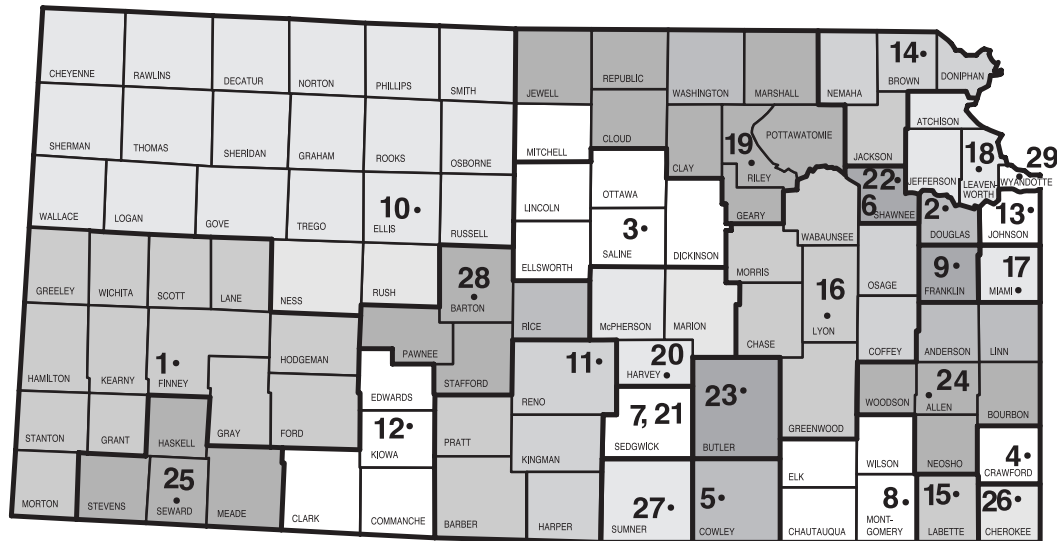 CHEYENNE
RAWLINS
DECATUR
NORTON
PHILLIPS
SMITH
JEWELL
REPUBLIC
WASHINGTON
MARSHALL
NEMAHA
14
BROWN
DONIPHAN
SHERMAN
THOMAS
SHERIDAN
GRAHAM
ROOKS
OSBORNE
MITCHELL
CLOUD
CLAY
19
RILEY
POTTAWATOMIE
JACKSON
ATCHISON
JEFFERSON
18
LEAVEN-
WORTH
29
WYANDOTTE
WALLACE
LOGAN
GOVE
TREGO
10
ELLIS
RUSSELL
LINCOLN
OTTAWA
3
SALINE
DICKINSON
GEARY
WABAUNSEE
22
6
SHAWNEE
2
DOUGLAS
13
JOHNSON
GREELEY
WICHITA
SCOTT
LANE
NESS
RUSH
28
BARTON
ELLSWORTH
RICE
McPHERSON
MARION
MORRIS
CHASE
16
LYON
OSAGE
9
FRANKLIN
17
MIAMI
HAMILTON
KEARNY
1
FINNEY
HODGEMAN
PAWNEE
EDWARDS
STAFFORD
11
RENO
20
HARVEY
COFFEY
ANDERSON
LINN
STANTON
GRANT
HASKELL
GRAY
FORD
12
KIOWA
PRATT
KINGMAN
7, 21
SEDGWICK
23
BUTLER
GREENWOOD
WOODSON
24
ALLEN
BOURBON
MORTON
STEVENS
25
SEWARD
MEADE
CLARK
COMMANCHE
BARBER
HARPER
27
SUMNER
5
COWLEY
ELK
CHAUTAUQUA
WILSON
8
MONT-
GOMERY
NEOSHO
15
LABETTE
4
CRAWFORD
26
CHEROKEE